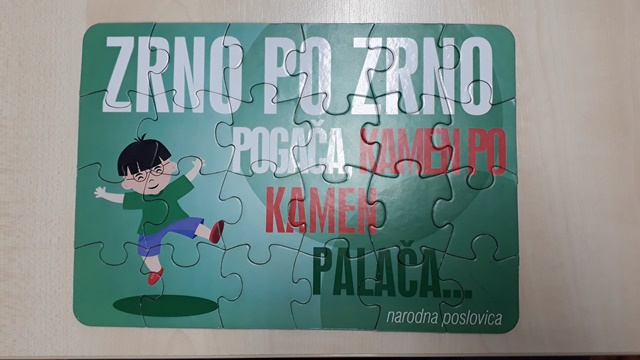 ZRNO PO ZRNO
POGAČA, KAMEN PO
KAMEN
PALAČA...
narodna poslovica